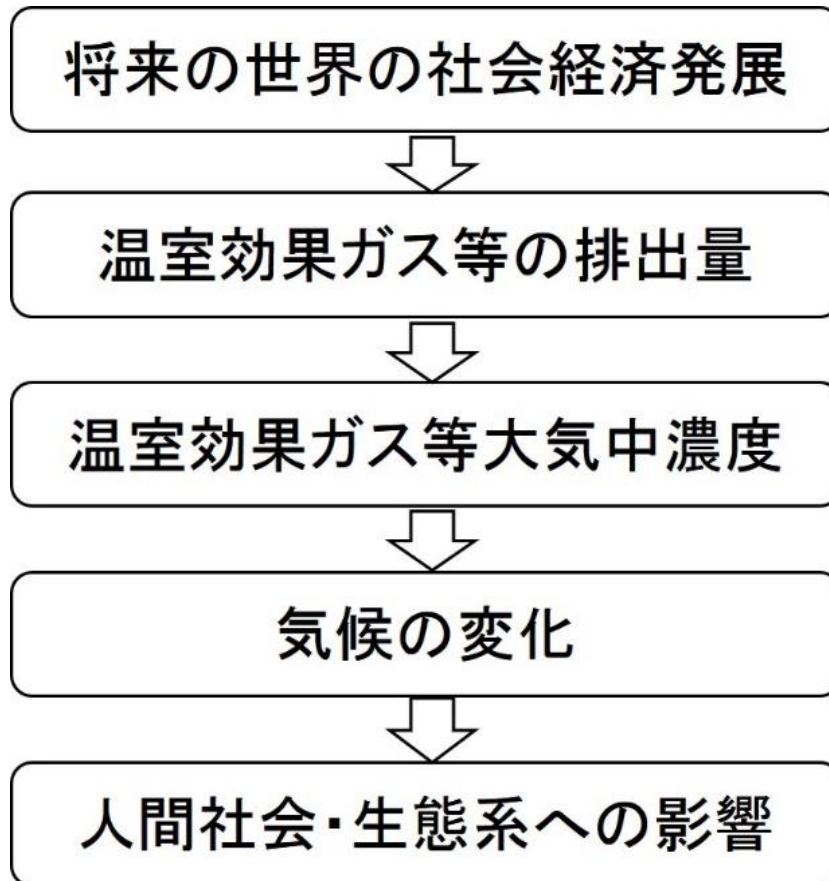 将来の世界の社会経済発展
温室効果ガス等の排出量
温室効果ガス等大気中濃度
気候の変化
人間社会・生態系への影響